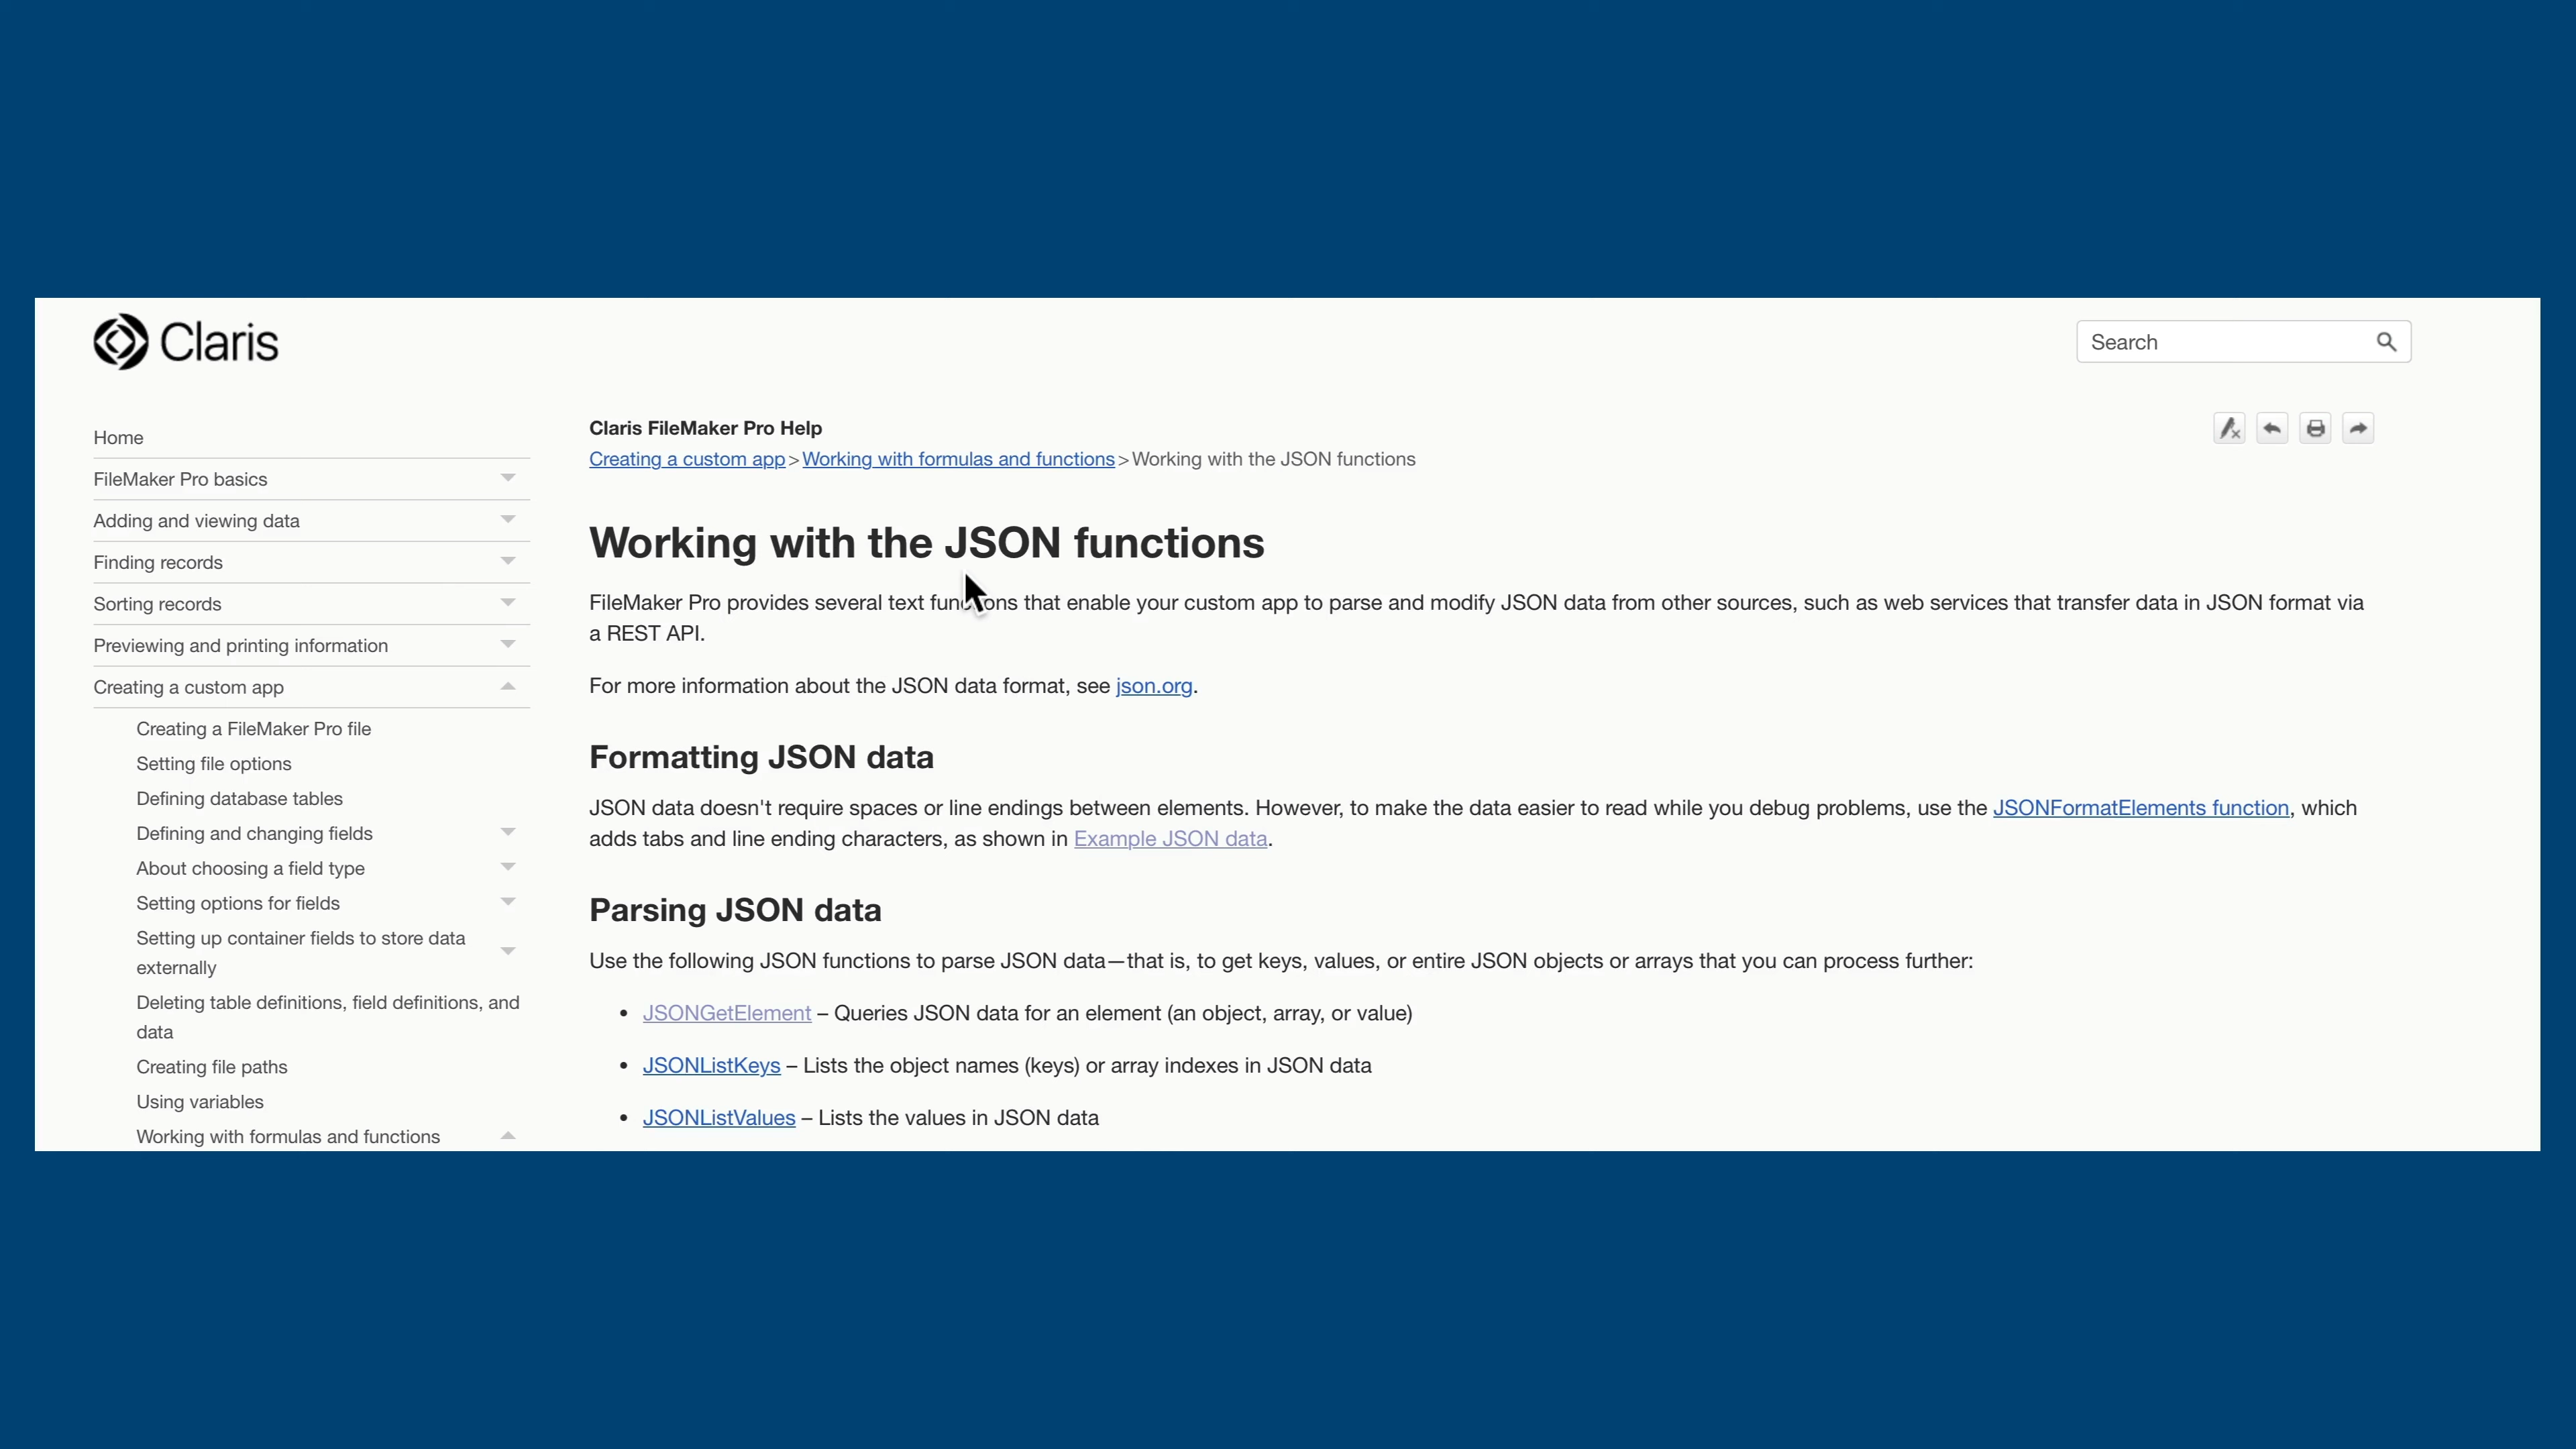 Claris
Search
Home
FileMaker Pro basics
Adding and viewing data
Finding records
Sorting records
Previewing and printing information
Creating a custom app
Creating a FileMaker Pro file
Setting file options
Defining database tables
Defining and changing fields
About choosing a field type
Setting options for fields
Setting up container fields to store data
externally
Deleting table definitions, field definitions, and
data
Creating file paths
Using variables
Working with formulas and functions
Claris FileMaker Pro Help
Creating a custom app > Working with formulas and functions > Working with the JSON functions
Working with the JSON functions
FileMaker Pro provides several text functions that enable your custom app to parse and modify JSON data from other sources, such as web services that transfer data in JSON format via
a REST API.
For more information about the JSON data format, see json.org.
Formatting JSON data
JSON data doesn't require spaces or line endings between elements. However, to make the data easier to read while you debug problems, use the JSONFormatElements function, which
adds tabs and line ending characters, as shown in Example JSON data.
Parsing JSON data
Use the following JSON functions to parse JSON data—that is, to get keys, values, or entire JSON objects or arrays that you can process further:
• JSONGetElement – Queries JSON data for an element (an object, array, or value)
• JSONListKeys – Lists the object names (keys) or array indexes in JSON data
• JSONListValues – Lists the values in JSON data